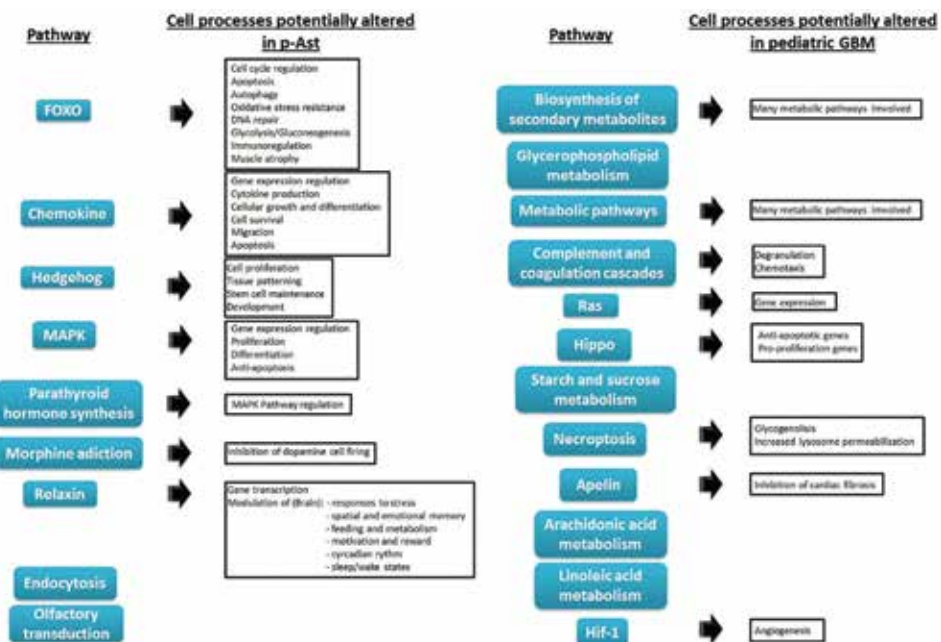 Pathway
Cell processes potentially altered
in p-Ast
FOXO
Cell cycle regulation
Apoptosis
Autophagy
Oxidative stress resistance
DNA repair
Glycolysis/Gluconeogenesis
Immunoregulation
Muscle atrophy
Chemokine
Gene expression regulation
Cytokine production
Cellular growth and differentiation
Cell survival
Migration
Apoptosis
Hedgehog
Cell proliferation
Tissue patterning
Stem cell maintenance
Development
MAPK
Gene expression regulation
Proliferation
Differentiation
Anti-apoptosis
Parathyroid
hormone synthesis
MAPK Pathway regulation
Morphine adiction
Inhibition of dopamine cell firing
Relaxin
Gene transcription
Modulation of (Brain): - responses to stress
- spatial and emotional memory
- feeding and metabolism
- motivation and reward
- cyrcadian rythm
- sleep/wake states
Endocytosis
Olfactory
transduction
Pathway
Cell processes potentially altered
in pediatric GBM
Biosynthesis of
secondary metabolites
Many metabolic pathways involved
Glycerophospholipid
metabolism
Metabolic pathways
Many metabolic pathways involved
Complement and
coagulation cascades
Degranulation
Chemotaxis
Ras
Gene expression
Hippo
Anti-apoptotic genes
Pro-proliferation genes
Starch and sucrose
metabolism
Necroptosis
Glycogenolisis
Increased lysosome permeabilisation
Apelin
Inhibition of cardiac fibrosis
Arachidonic acid
metabolism
Linoleic acid
metabolism
Hif-1
Angiogenesis